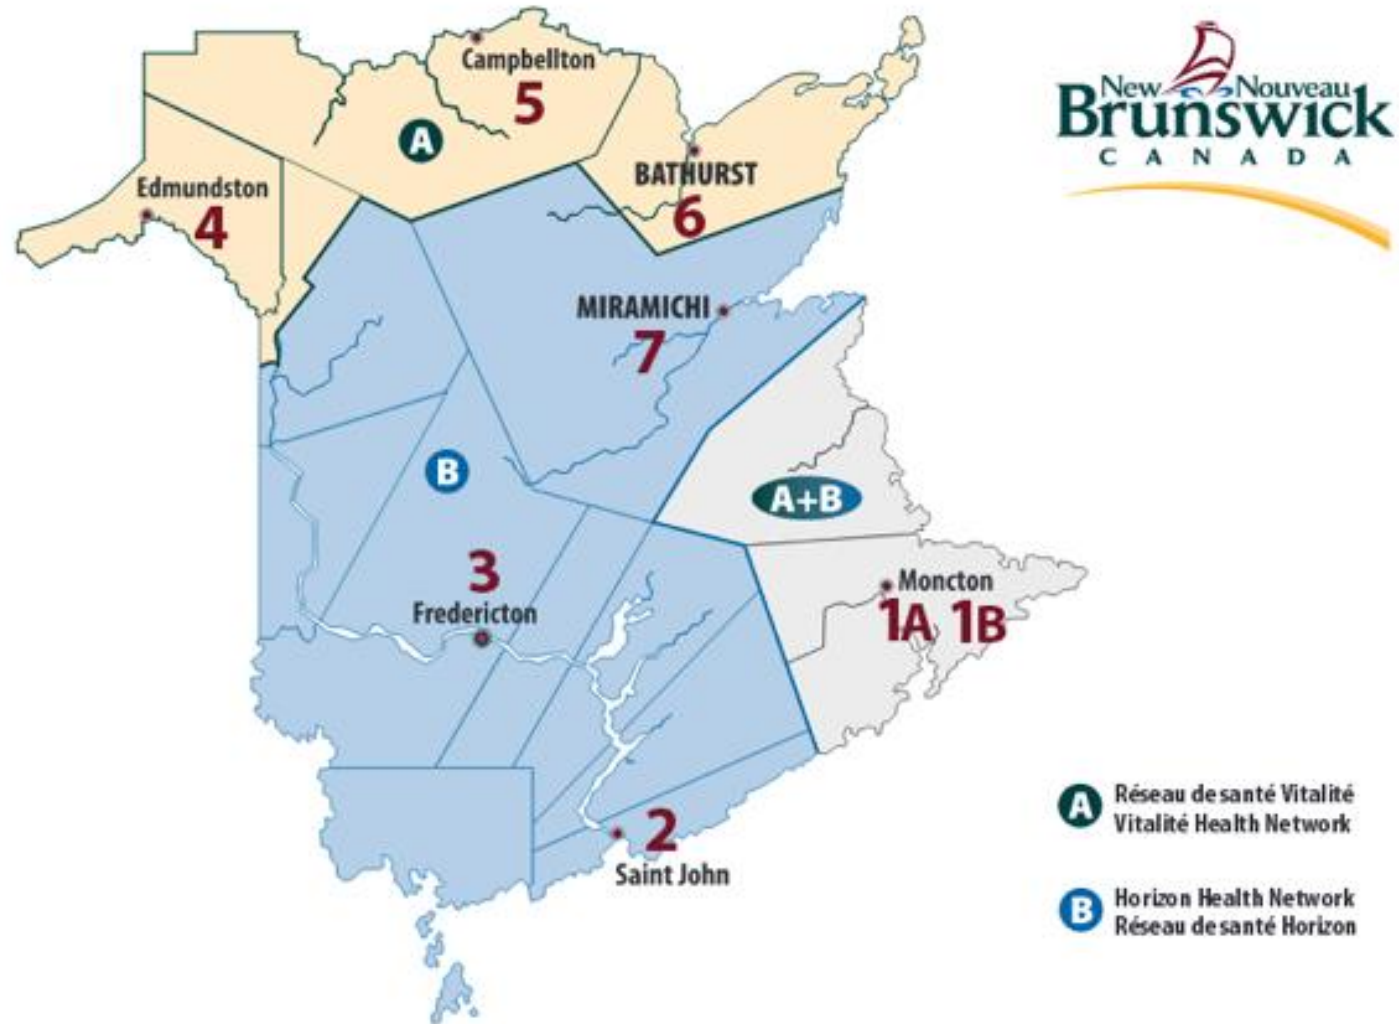 New Nouveau
Brunswick
CANADA
Campbellton
5
A
BATHURST
6
Edmundston
4
MIRAMICHI
7
B
A+B
3
Fredericton
Moncton
1A 1B
2
Saint John
A Réseau de santé Vitalité
Vitalité Health Network
B Horizon Health Network
Réseau de santé Horizon